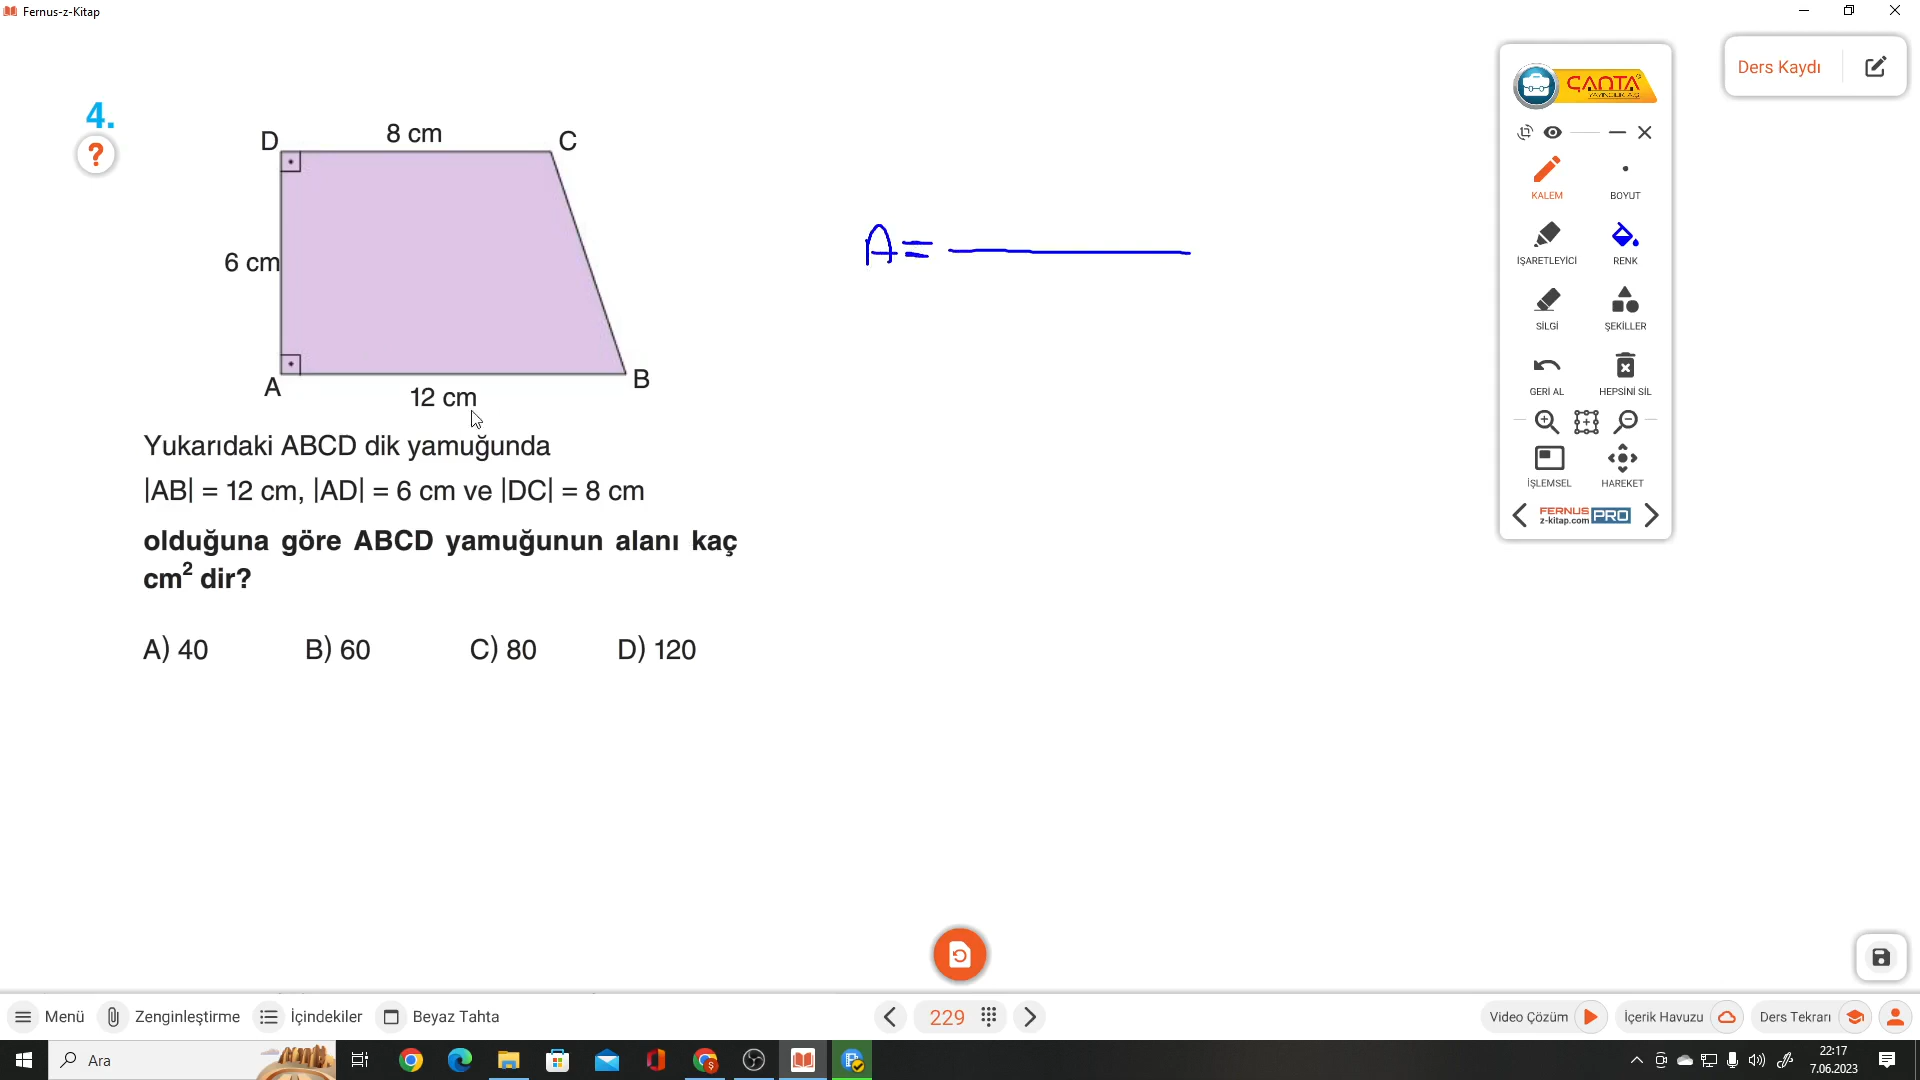 Fernus-z-Kitap
Ders Kaydı
4.
?
D
8 cm
C
6 cm
A
12 cm
B
A=
Yukarıdaki ABCD dik yamuğunda
|AB| = 12 cm, |AD| = 6 cm ve |DC| = 8 cm
olduğuna göre ABCD yamuğunun alanı kaç
cm² dir?
A) 40 B) 60 C) 80 D) 120
ÇANTA
KALEM BOYUT
İŞARETLEYİCİ RENK
SİLGİ ŞEKİLLER
GERİ AL HEPSİNİ SİL
İŞLEMSEL HAREKET
FERNUS
z-kitap.com PRO
Menü Zenginleştirme İçindekiler Beyaz Tahta 229 Video Çözüm İçerik Havuzu Ders Tekrarı
Ara
22:17
7.06.2023